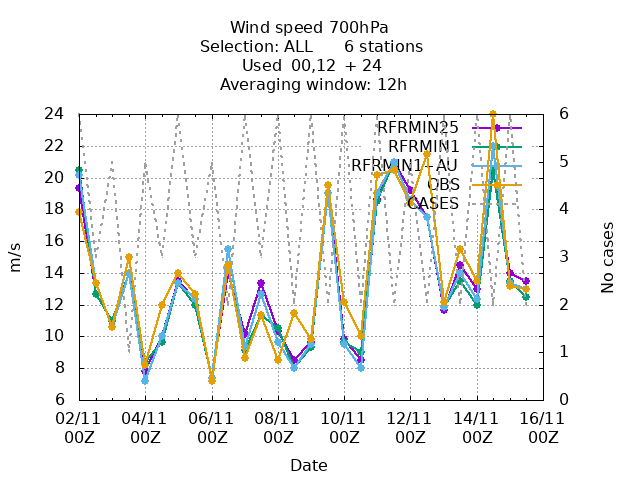 Wind speed 700hPa
Selection: ALL 6 stations
Used 00,12 + 24
Averaging window: 12h
RFRMIN25
RFRMIN1
RFRMIN1-AU
OBS
CASES
24
22
20
18
16
14
12
10
8
6
m/s
6
5
4
3
2
1
0
No cases
02/11 04/11 06/11 08/11 10/11 12/11 14/11 16/11
00Z 00Z 00Z 00Z 00Z 00Z 00Z 00Z
Date